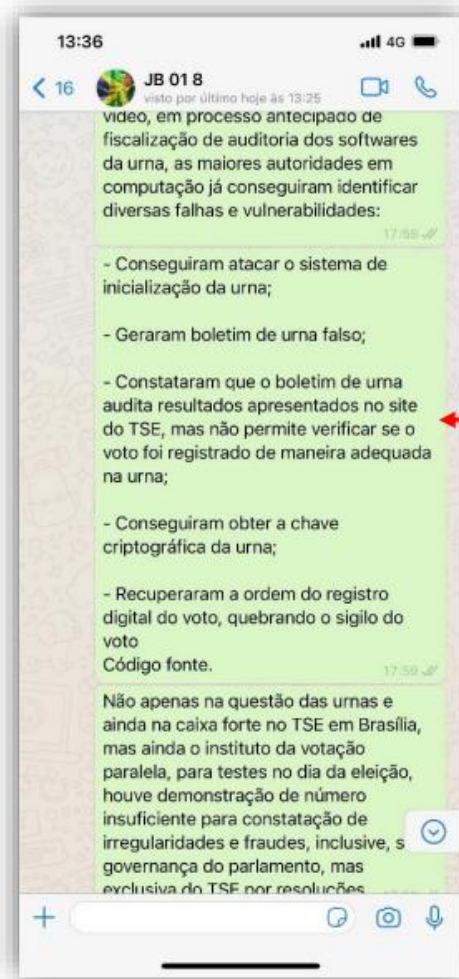 13:36
4G
16
JB 01 8
visto por último hoje às 13:25
vídeo, em processo antecipado de
fiscalização de auditoria dos softwares
da urna, as maiores autoridades em
computação já conseguiram identificar
diversas falhas e vulnerabilidades:
17:59
- Conseguiram atacar o sistema de
inicialização da urna;
- Geraram boletim de urna falso;
- Constataram que o boletim de urna
audita resultados apresentados no site
do TSE, mas não permite verificar se o
voto foi registrado de maneira adequada
na urna;
- Conseguiram obter a chave
criptográfica da urna;
- Recuperaram a ordem do registro
digital do voto, quebrando o sigilo do
voto
Código fonte.
17:59
Não apenas na questão das urnas e
ainda na caixa forte no TSE em Brasília,
mas ainda o instituto da votação
paralela, para testes no dia da eleição,
houve demonstração de número
insuficiente para constatação de
irregularidades e fraudes, inclusive, s
governança do parlamento, mas
exclusiva do TSE por resoluções